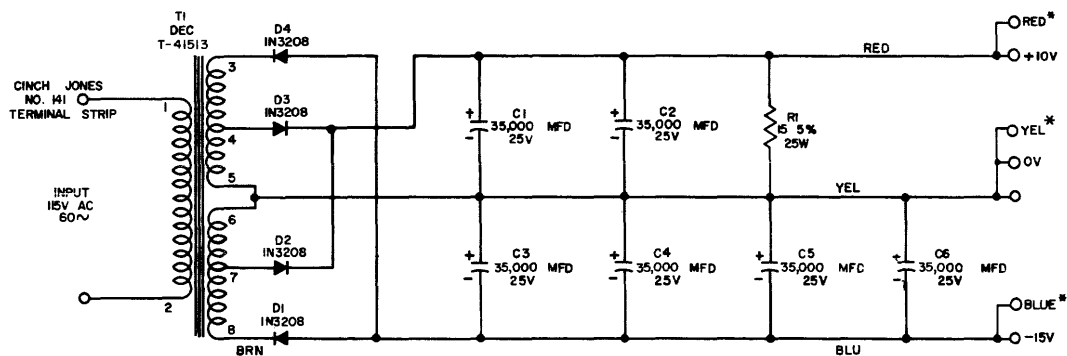 T1
DEC
T-41513
D4
1N3208
RED*
RED
+10V
3
CINCH JONES
NO. 141
TERMINAL STRIP
1
D3
1N3208
+ C1
35,000 MFD
- 25V
+ C2
35,000 MFD
- 25V
R1
15 5%
25W
YEL*
4
0V
5
YEL
INPUT
115V AC
60~
6
D2
1N3208
+ C3
35,000 MFD
- 25V
+ C4
35,000 MFD
- 25V
+ C5
35,000 MFD
- 25V
+ C6
35,000 MFD
- 25V
7
2
D1
1N3208
BLUE*
8
-15V
BRN
BLU